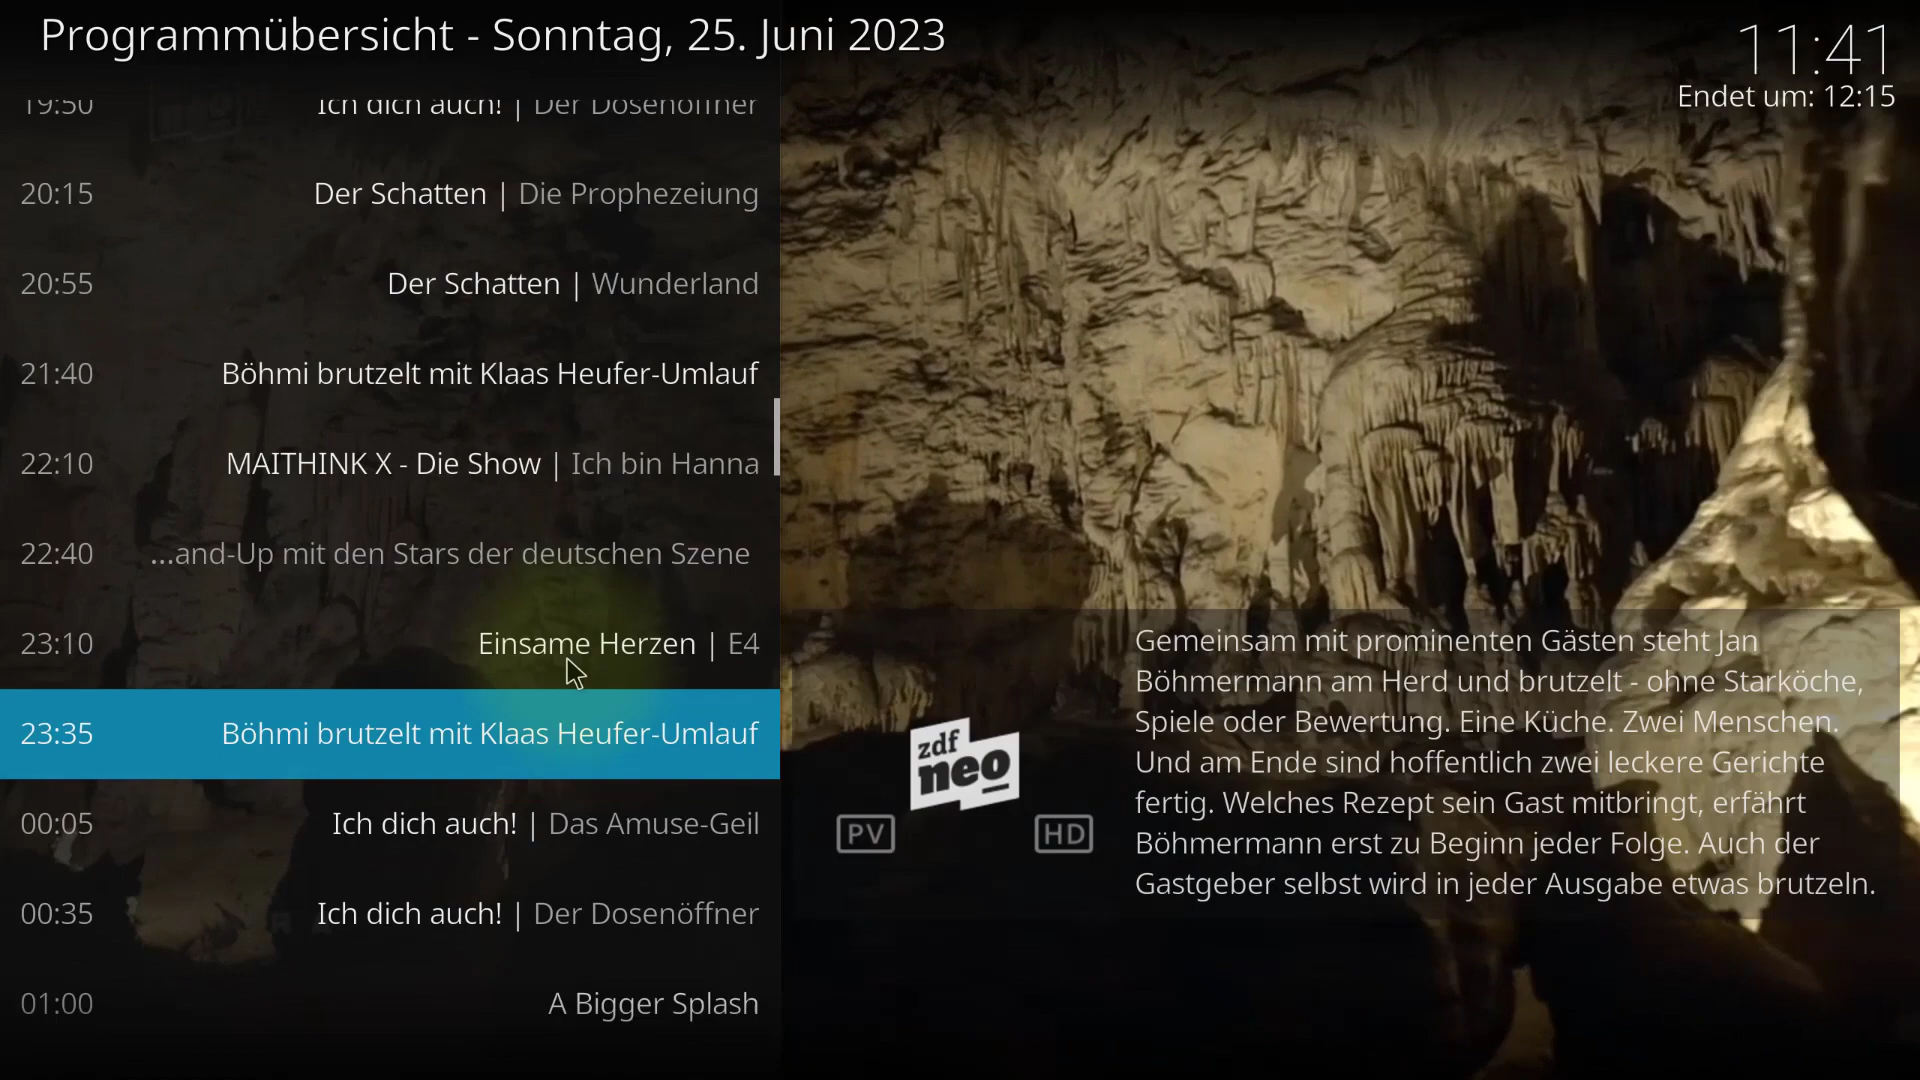 Programmübersicht - Sonntag, 25. Juni 2023
11:41
Endet um: 12:15
19:50 Ich dich auch! | Der Dosenöffner
20:15 Der Schatten | Die Prophezeiung
20:55 Der Schatten | Wunderland
21:40 Böhmi brutzelt mit Klaas Heufer-Umlauf
22:10 MAITHINK X - Die Show | Ich bin Hanna
22:40 ...and-Up mit den Stars der deutschen Szene
23:10 Einsame Herzen | E4
23:35 Böhmi brutzelt mit Klaas Heufer-Umlauf
00:05 Ich dich auch! | Das Amuse-Geil
00:35 Ich dich auch! | Der Dosenöffner
01:00 A Bigger Splash
zdf
neo
PV HD
Gemeinsam mit prominenten Gästen steht Jan
Böhmermann am Herd und brutzelt - ohne Starköche,
Spiele oder Bewertung. Eine Küche. Zwei Menschen.
Und am Ende sind hoffentlich zwei leckere Gerichte
fertig. Welches Rezept sein Gast mitbringt, erfährt
Böhmermann erst zu Beginn jeder Folge. Auch der
Gastgeber selbst wird in jeder Ausgabe etwas brutzeln.